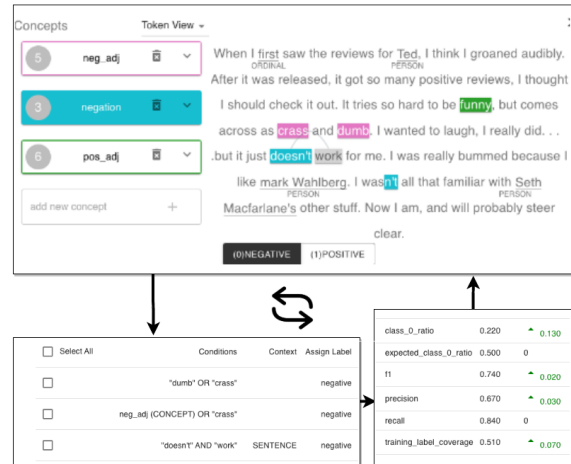 Concepts
Token View
5 neg_adj
3 negation
6 pos_adj
add new concept +
When I first saw the reviews for Ted, I think I groaned audibly.
ORDINAL PERSON
After it was released, it got so many positive reviews, I thought
I should check it out. It tries so hard to be funny, but comes
across as crass and dumb. I wanted to laugh, I really did. . .
.but it just doesn't work for me. I was really bummed because I
like mark Wahlberg. I wasn't all that familiar with Seth
PERSON PERSON
Macfarlane's other stuff. Now I am, and will probably steer
clear.
(0)NEGATIVE (1)POSITIVE
Select All Conditions Context Assign Label
"dumb" OR "crass" negative
neg_adj (CONCEPT) OR "crass" negative
"doesn't" AND "work" SENTENCE negative
class_0_ratio 0.220 0.130
expected_class_0_ratio 0.500 0
f1 0.740 0.020
precision 0.670 0.030
recall 0.840 0
training_label_coverage 0.510 0.070